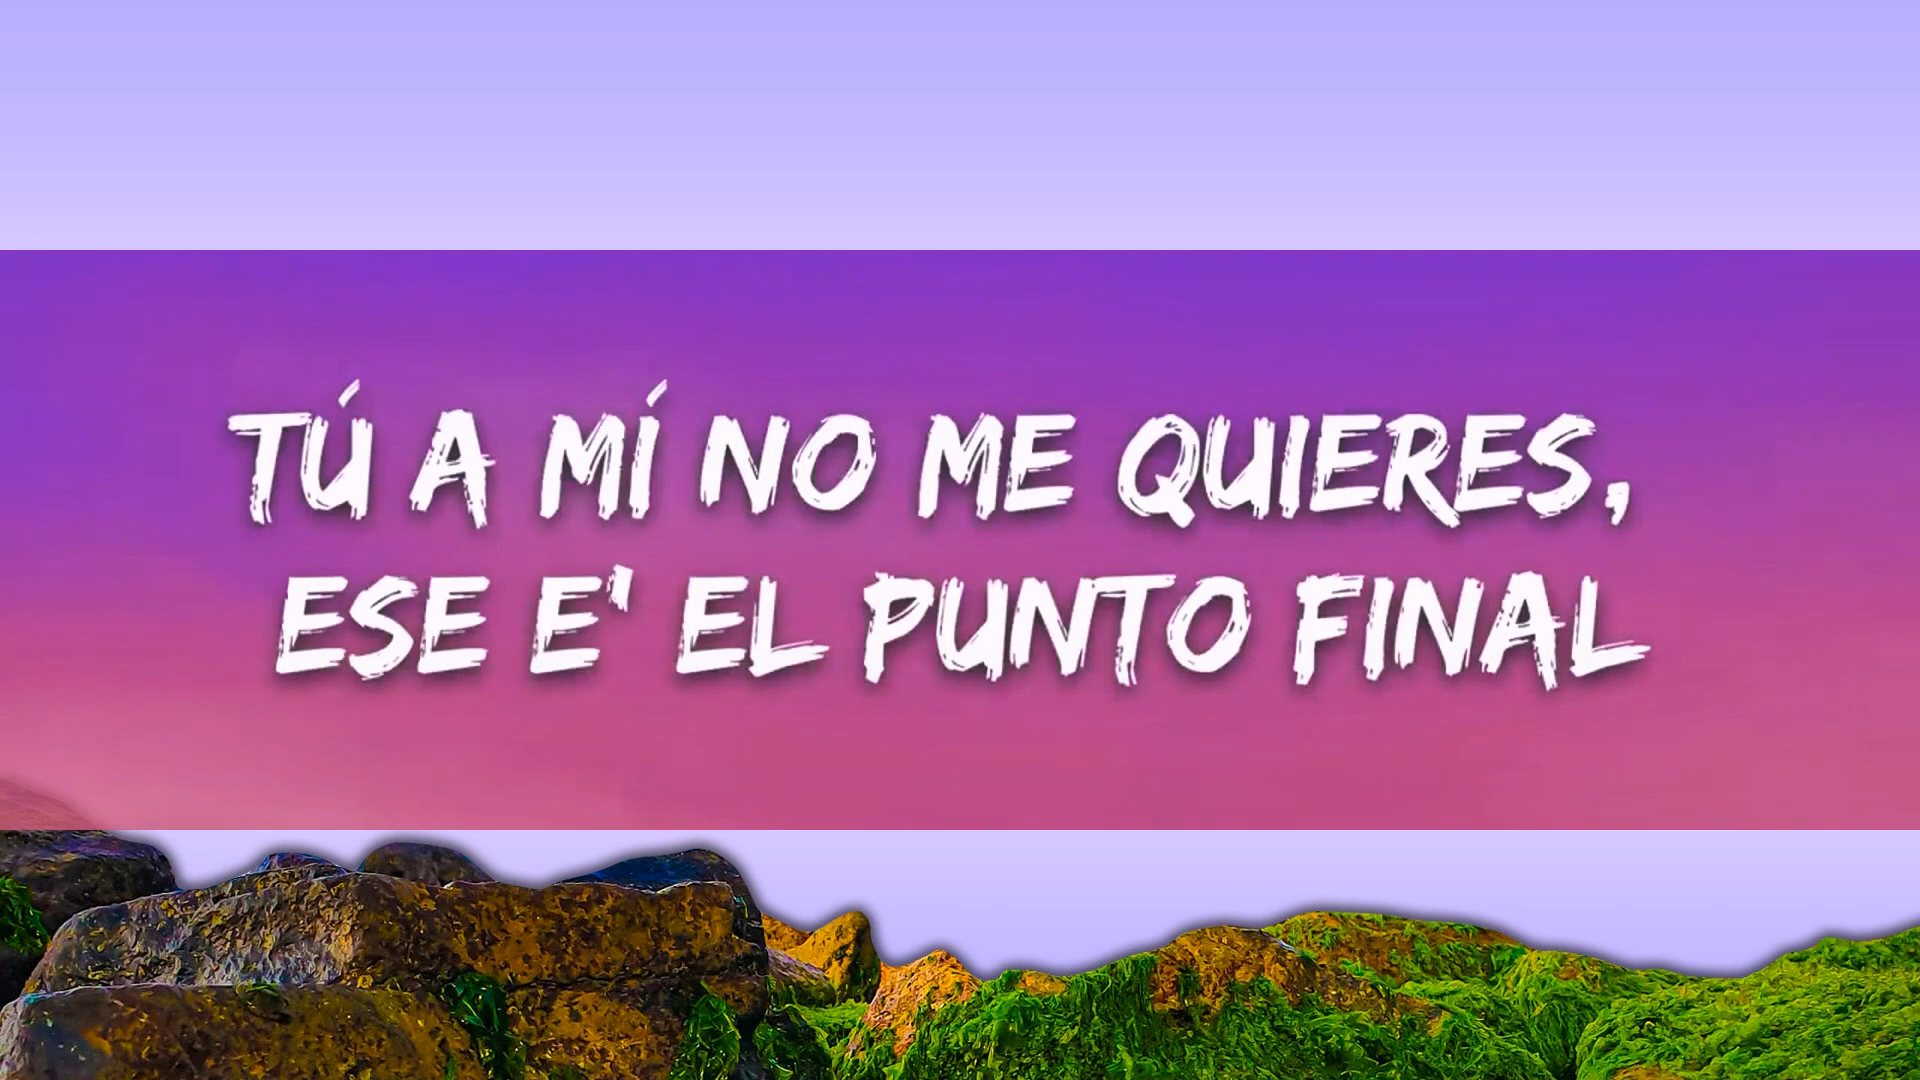 TÚ A MÍ NO ME QUIERES,
ESE E' EL PUNTO FINAL